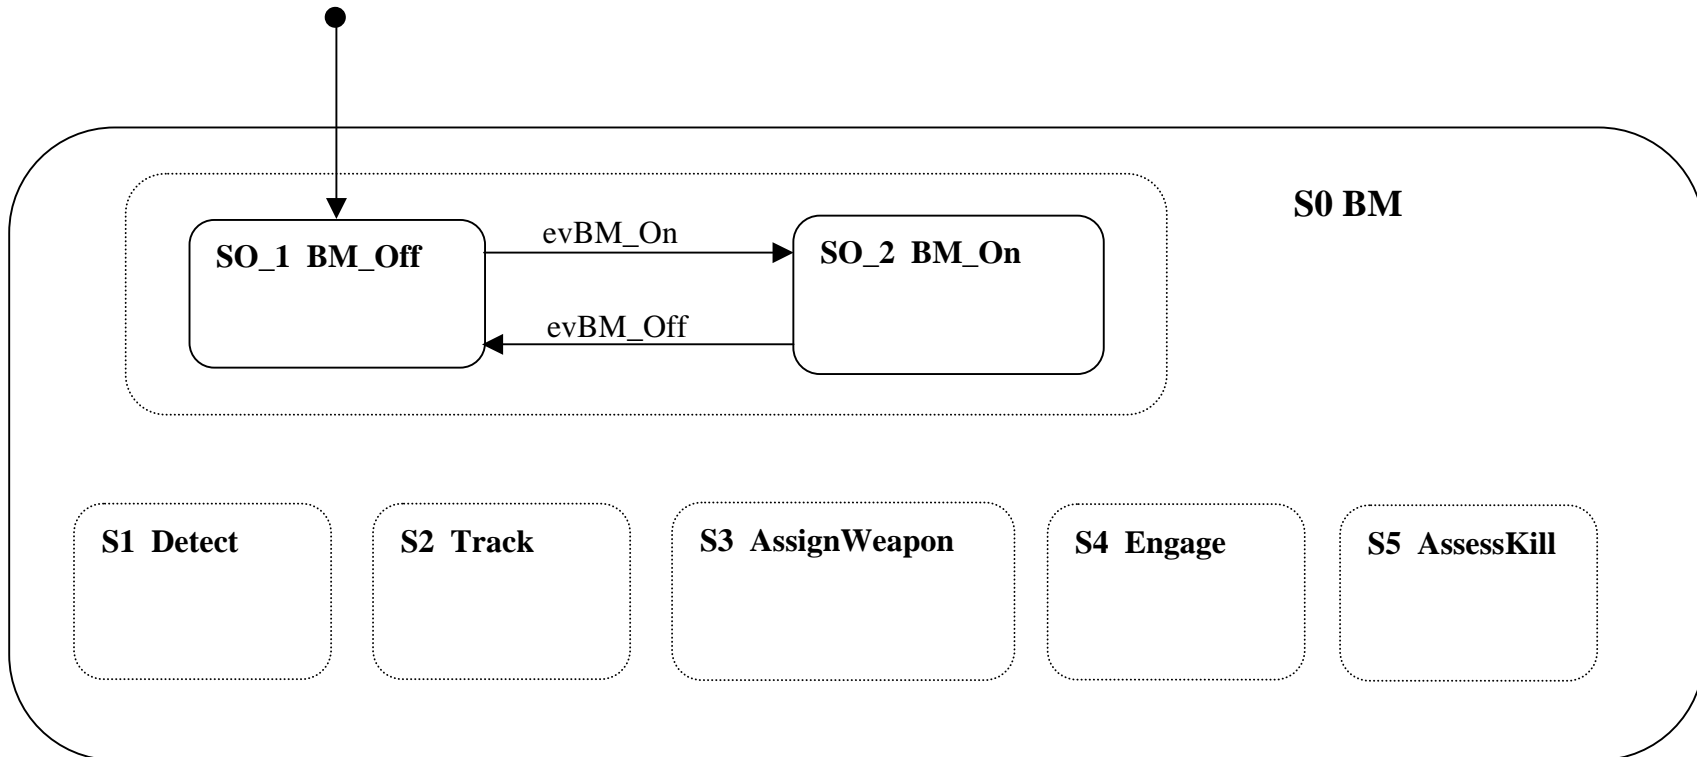 S0 BM
evBM_On
SO_1 BM_Off
SO_2 BM_On
evBM_Off
S1 Detect
S2 Track
S3 AssignWeapon
S4 Engage
S5 AssessKill